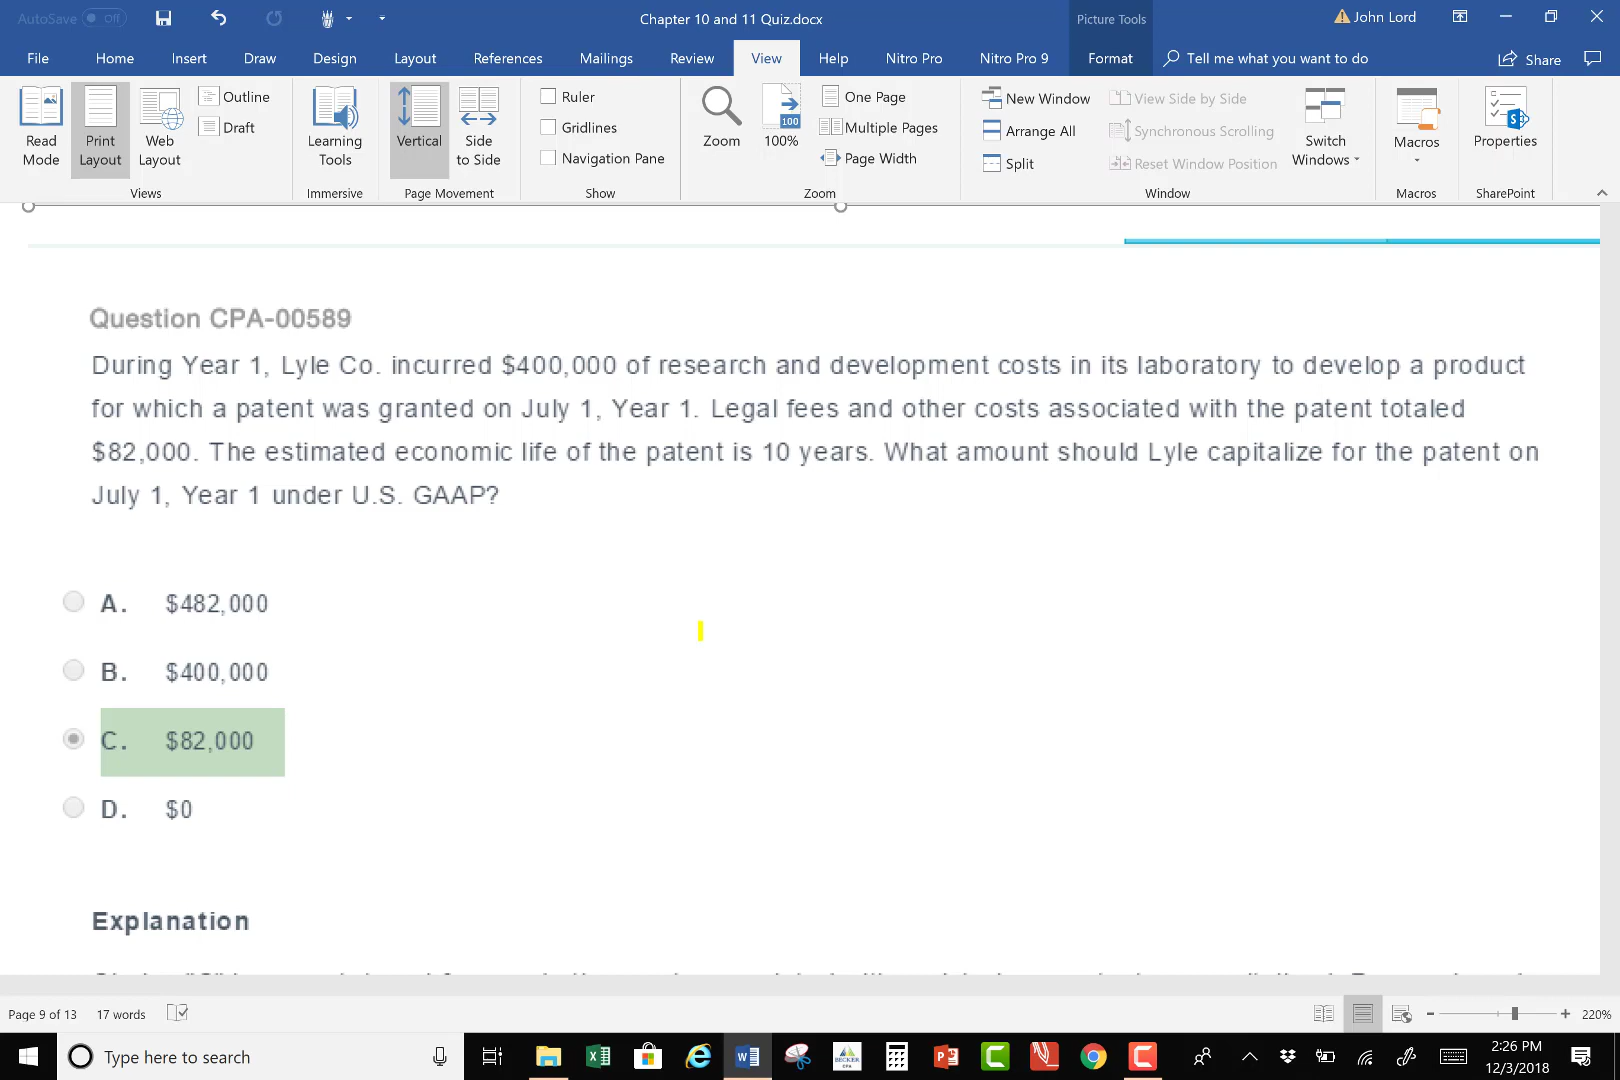 AutoSave Off
Chapter 10 and 11 Quiz.docx
Picture Tools
John Lord
File Home Insert Draw Design Layout References Mailings Review View Help Nitro Pro Nitro Pro 9 Format Tell me what you want to do Share
Read Mode
Print Layout
Web Layout
Outline
Draft
Views
Learning Tools
Immersive
Vertical
Side to Side
Page Movement
Ruler
Gridlines
Navigation Pane
Show
Zoom
100
100%
One Page
Multiple Pages
Page Width
Zoom
New Window
Arrange All
Split
View Side by Side
Synchronous Scrolling
Reset Window Position
Switch Windows
Window
Macros
Macros
Properties
SharePoint
Question CPA-00589
During Year 1, Lyle Co. incurred $400,000 of research and development costs in its laboratory to develop a product
for which a patent was granted on July 1, Year 1. Legal fees and other costs associated with the patent totaled
$82,000. The estimated economic life of the patent is 10 years. What amount should Lyle capitalize for the patent on
July 1, Year 1 under U.S. GAAP?
A. $482,000
B. $400,000
C. $82,000
D. $0
Explanation
Page 9 of 13 17 words
220%
Type here to search
BECKER
CPA
2:26 PM
12/3/2018